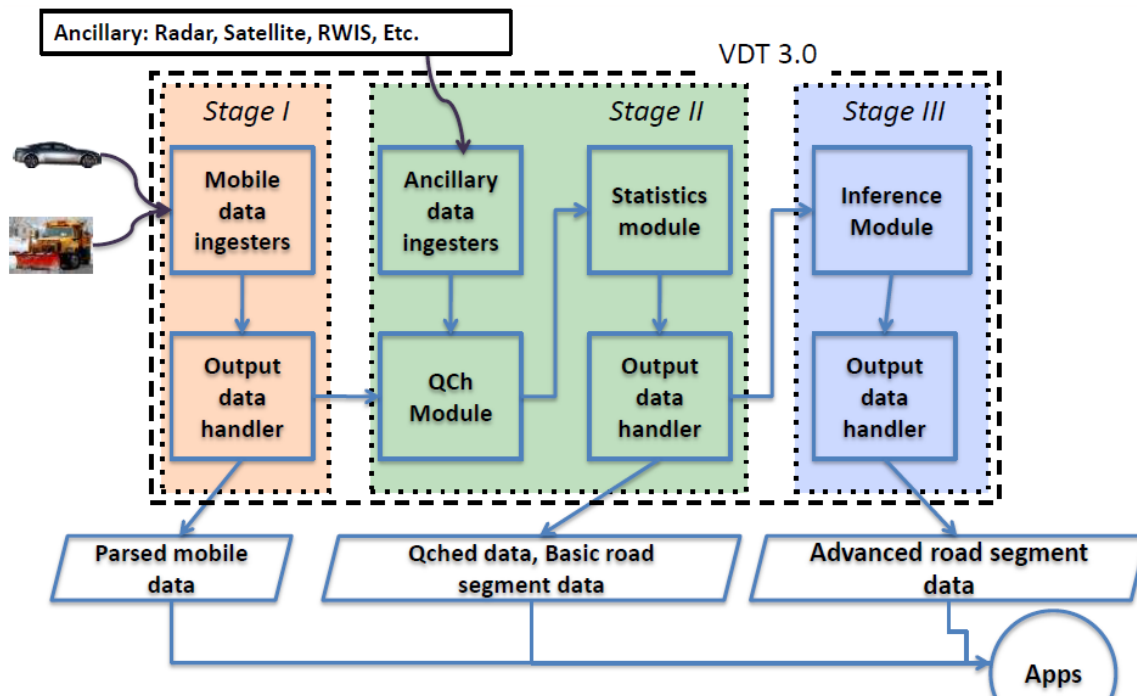 Ancillary: Radar, Satellite, RWIS, Etc.
VDT 3.0
Stage I
Stage II
Stage III
Mobile
data
ingesters
Ancillary
data
ingesters
Statistics
module
Inference
Module
Output
data
handler
QCh
Module
Output
data
handler
Output
data
handler
Parsed mobile
data
Qched data, Basic road
segment data
Advanced road segment
data
Apps